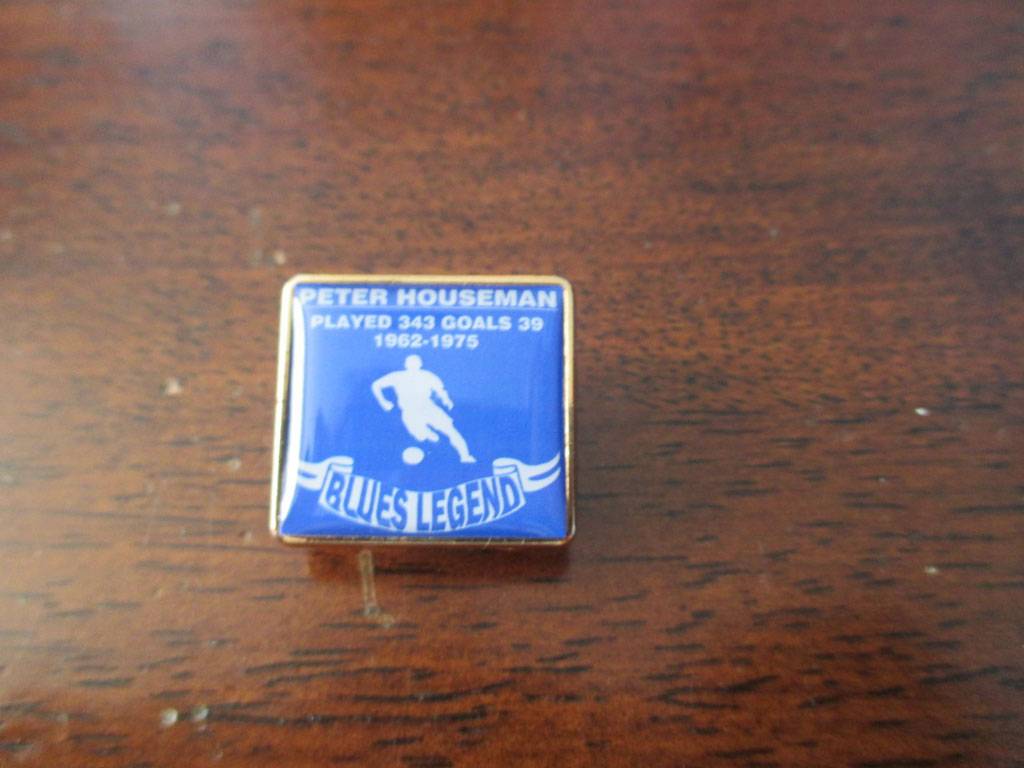 PETER HOUSEMAN
PLAYED 343 GOALS 39
1962-1975
BLUES LEGEND